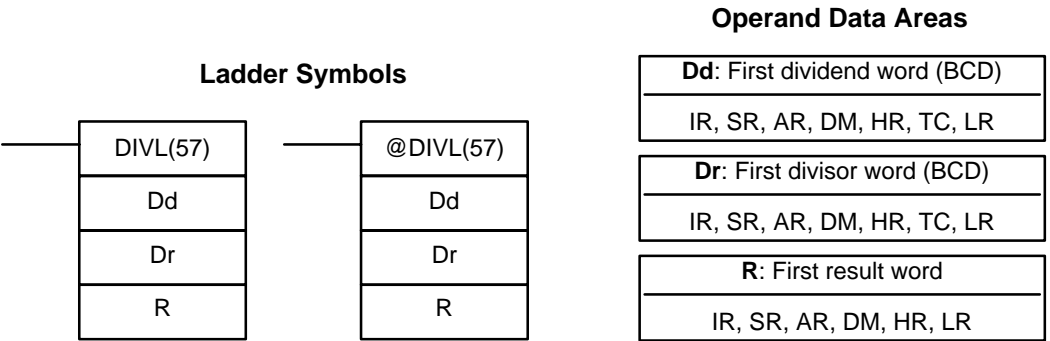 Ladder Symbols
DIVL(57)
Dd
Dr
R
@DIVL(57)
Dd
Dr
R
Operand Data Areas
Dd: First dividend word (BCD)
IR, SR, AR, DM, HR, TC, LR
Dr: First divisor word (BCD)
IR, SR, AR, DM, HR, TC, LR
R: First result word
IR, SR, AR, DM, HR, LR